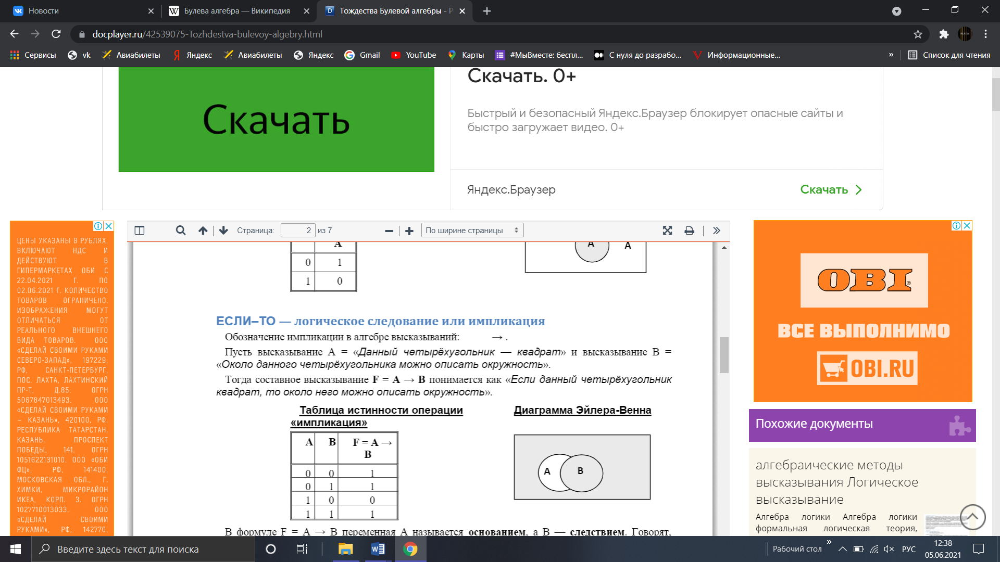 Новости
Булева алгебра — Википедия
Тождества Булевой алгебры - P
docplayer.ru/42539075-Tozhdestva-bulevoy-algebry.html
Сервисы
vk
Авиабилеты
Яндекс
Авиабилеты
Яндекс
Gmail
YouTube
Карты
#МыВместе: беспл...
С нуля до разрабо...
Информационные...
»
Список для чтения
Скачать
Скачать. 0+
Быстрый и безопасный Яндекс.Браузер блокирует опасные сайты и
быстро загружает видео. 0+
Яндекс.Браузер
Скачать
ЦЕНЫ УКАЗАНЫ В РУБЛЯХ,
ВКЛЮЧАЮТ НДС И
ДЕЙСТВУЮТ В
ГИПЕРМАРКЕТАХ ОБИ С
22.04.2021 Г. ПО
02.06.2021 Г. КОЛИЧЕСТВО
ТОВАРОВ ОГРАНИЧЕНО.
ИЗОБРАЖЕНИЯ МОГУТ
ОТЛИЧАТЬСЯ ОТ
РЕАЛЬНОГО ВНЕШНЕГО
ВИДА ТОВАРОВ. ООО
«СДЕЛАЙ СВОИМИ РУКАМИ
СЕВЕРО-ЗАПАД», 197229,
РФ, САНКТ-ПЕТЕРБУРГ,
ПОС. ЛАХТА, ЛАХТИНСКИЙ
ПР-Т, Д.85. ОГРН
5067847013493. ООО
«СДЕЛАЙ СВОИМИ РУКАМИ
– КАЗАНЬ», 420100, РФ,
РЕСПУБЛИКА ТАТАРСТАН,
КАЗАНЬ, ПРОСПЕКТ
ПОБЕДЫ, 141. ОГРН
1051622131010. ООО «ОБИ
ФЦ», РФ, 141400,
МОСКОВСКАЯ ОБЛ., Г.
ХИМКИ, МИКРОРАЙОН
ИКЕА, КОРП. 3. ОГРН
1027710013033. ООО
«СДЕЛАЙ СВОИМИ
РУКАМИ», РФ, 142770,
Страница: 2 из 7
По ширине страницы
A
0 1
1 0
A A
ЕСЛИ–ТО — логическое следование или импликация
Обозначение импликации в алгебре высказываний: → .
Пусть высказывание A = «Данный четырёхугольник — квадрат» и высказывание B =
«Около данного четырёхугольника можно описать окружность».
Тогда составное высказывание F = A → B понимается как «Если данный четырёхугольник
квадрат, то около него можно описать окружность».
Таблица истинности операции
«импликация»
A B F = A →
B
0 0 1
0 1 1
1 0 0
1 1 1
Диаграмма Эйлера-Венна
A B
В формуле F = A → B переменная A называется основанием, а B — следствием. Говорят,
OBI
ВСЕ ВЫПОЛНИМО
OBI.RU
Похожие документы
алгебраические методы
высказывания Логическое
высказывание
Алгебра логики Алгебра логики
формальная логическая теория,
Введите здесь текст для поиска
Рабочий стол
»
РУС
12:38
05.06.2021